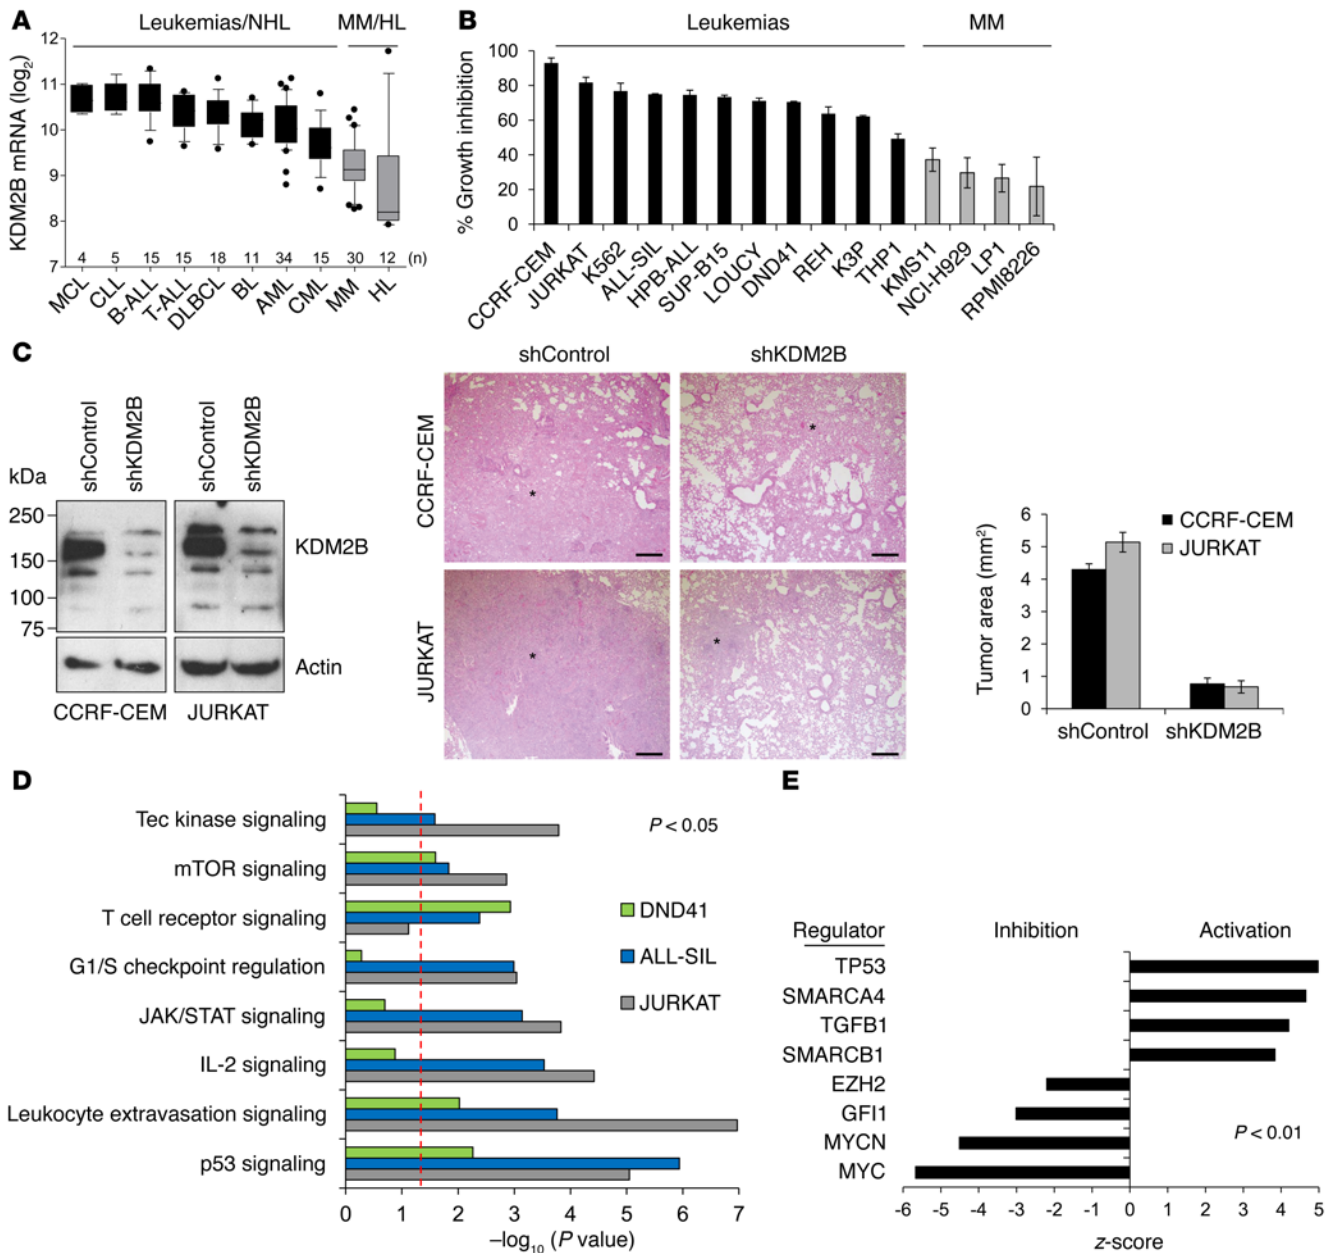 A
Leukemias/NHL MM/HL
KDM2B mRNA (log2)
12
11
10
9
8
7
4 5 15 15 18 11 34 15 30 12 (n)
MCL CLL B-ALL T-ALL DLBCL BL AML CML MM HL
B
Leukemias MM
% Growth inhibition
100
80
60
40
20
0
CCRF-CEM JURKAT K562 ALL-SIL HPB-ALL SUP-B15 LOUCY DND41 REH K3P THP1 KMS11 NCI-H929 LP1 RPMI8226
C
shControl shKDM2B shControl shKDM2B
kDa
250
150
100
75
KDM2B
Actin
CCRF-CEM JURKAT
shControl shKDM2B
CCRF-CEM
* *
JURKAT
* *
Tumor area (mm2)
6
5
4
3
2
1
0
CCRF-CEM
JURKAT
shControl shKDM2B
D
Tec kinase signaling
mTOR signaling
T cell receptor signaling
G1/S checkpoint regulation
JAK/STAT signaling
IL-2 signaling
Leukocyte extravasation signaling
p53 signaling
P < 0.05
DND41
ALL-SIL
JURKAT
0 1 2 3 4 5 6 7
–log10 (P value)
E
Regulator Inhibition Activation
TP53
SMARCA4
TGFB1
SMARCB1
EZH2
GFI1
MYCN
MYC
P < 0.01
-6 -5 -4 -3 -2 -1 0 1 2 3 4 5
z-score